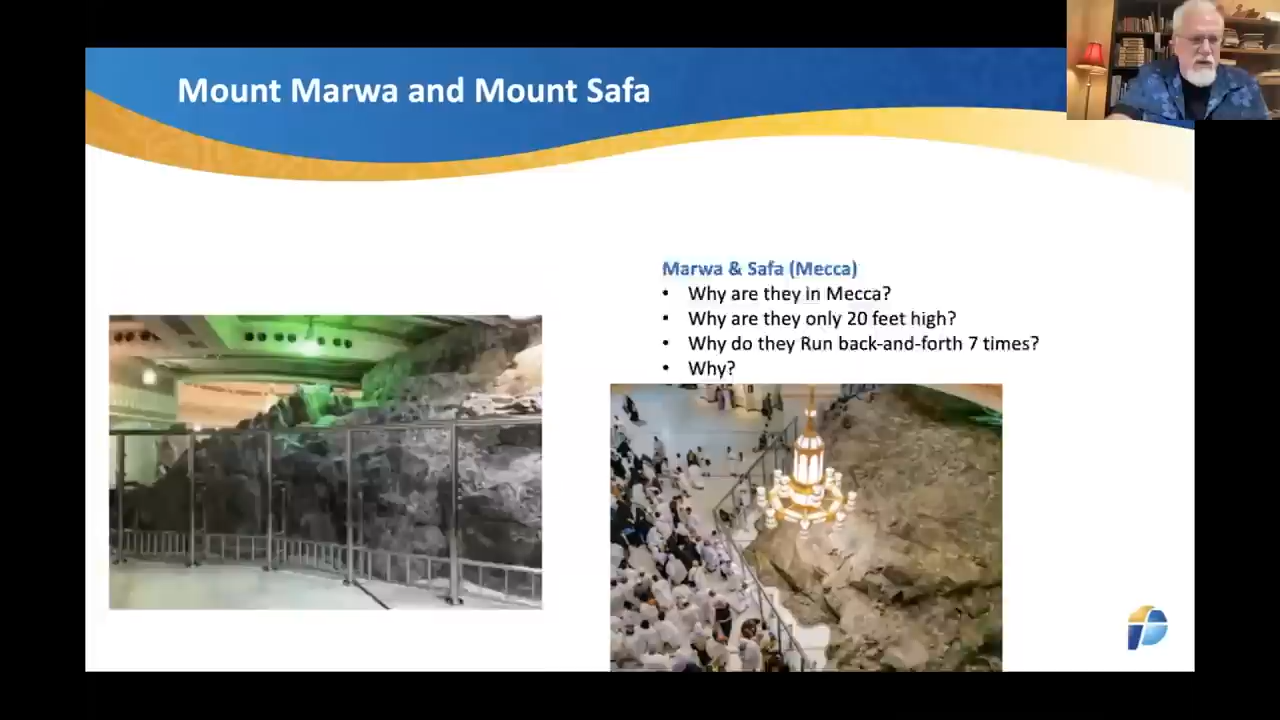 Mount Marwa and Mount Safa
Marwa & Safa (Mecca)
• Why are they in Mecca?
• Why are they only 20 feet high?
• Why do they Run back-and-forth 7 times?
• Why?